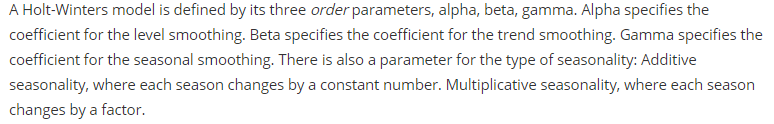 A Holt-Winters model is defined by its three order parameters, alpha, beta, gamma. Alpha specifies the
coefficient for the level smoothing. Beta specifies the coefficient for the trend smoothing. Gamma specifies the
coefficient for the seasonal smoothing. There is also a parameter for the type of seasonality: Additive
seasonality, where each season changes by a constant number. Multiplicative seasonality, where each season
changes by a factor.